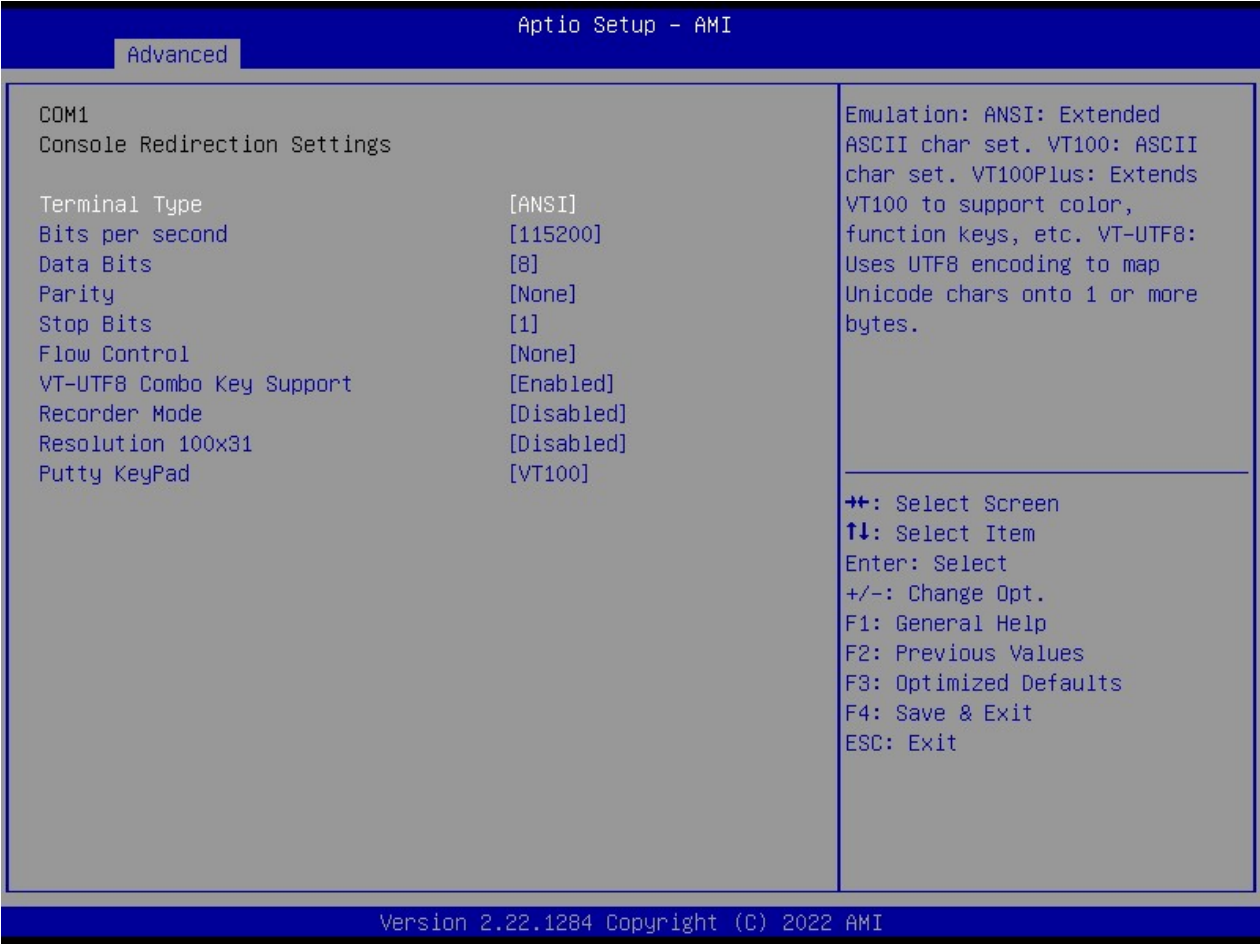 Aptio Setup – AMI
Advanced
COM1
Console Redirection Settings
Terminal Type [ANSI]
Bits per second [115200]
Data Bits [8]
Parity [None]
Stop Bits [1]
Flow Control [None]
VT-UTF8 Combo Key Support [Enabled]
Recorder Mode [Disabled]
Resolution 100x31 [Disabled]
Putty KeyPad [VT100]
Emulation: ANSI: Extended
ASCII char set. VT100: ASCII
char set. VT100Plus: Extends
VT100 to support color,
function keys, etc. VT-UTF8:
Uses UTF8 encoding to map
Unicode chars onto 1 or more
bytes.
→←: Select Screen
↑↓: Select Item
Enter: Select
+/-: Change Opt.
F1: General Help
F2: Previous Values
F3: Optimized Defaults
F4: Save & Exit
ESC: Exit
Version 2.22.1284 Copyright (C) 2022 AMI